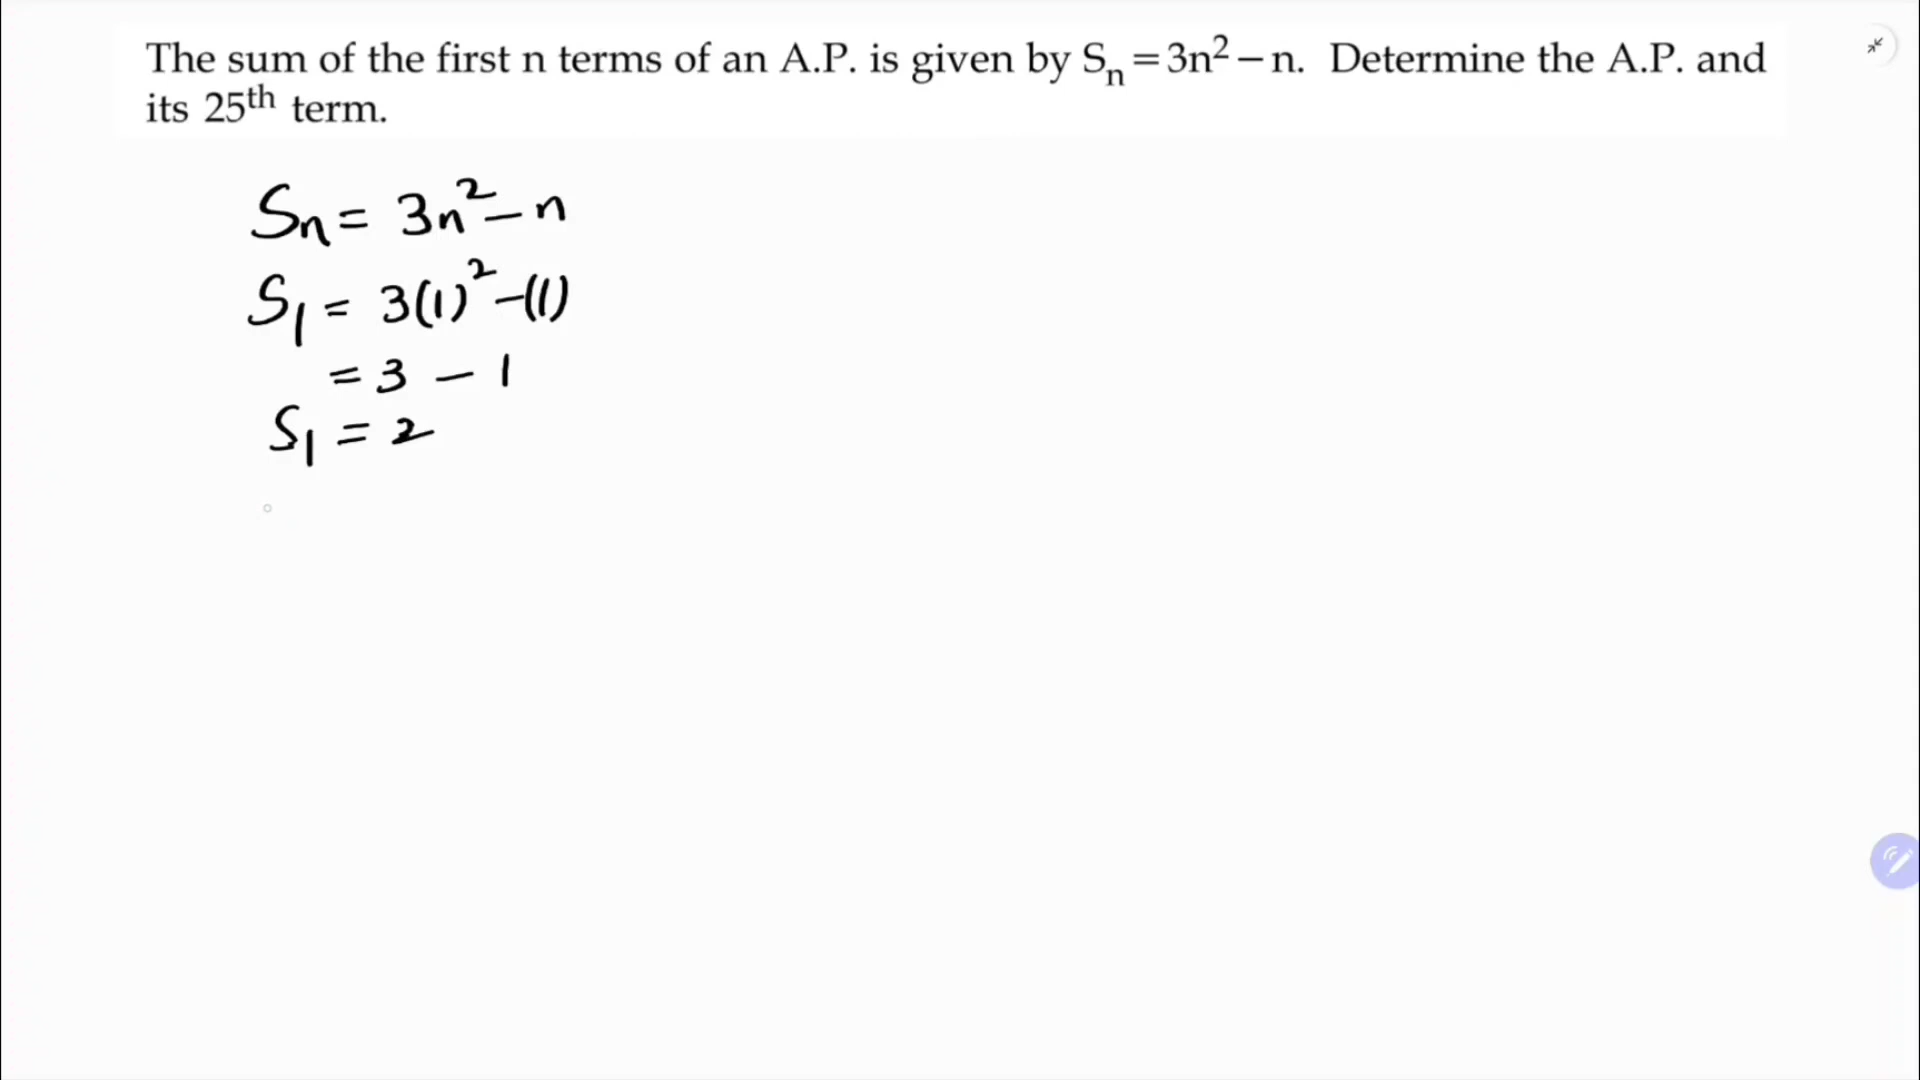 The sum of the first n terms of an A.P. is given by Sₙ=3n²−n. Determine the A.P. and
its 25ᵗʰ term.
Sₙ = 3n²−n
S₁ = 3(1)²−(1)
= 3 − 1
S₁ = 2